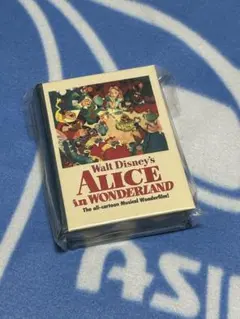 Walt Disney's
ALICE
in WONDERLAND
The all-cartoon Musical Wonderfilm!